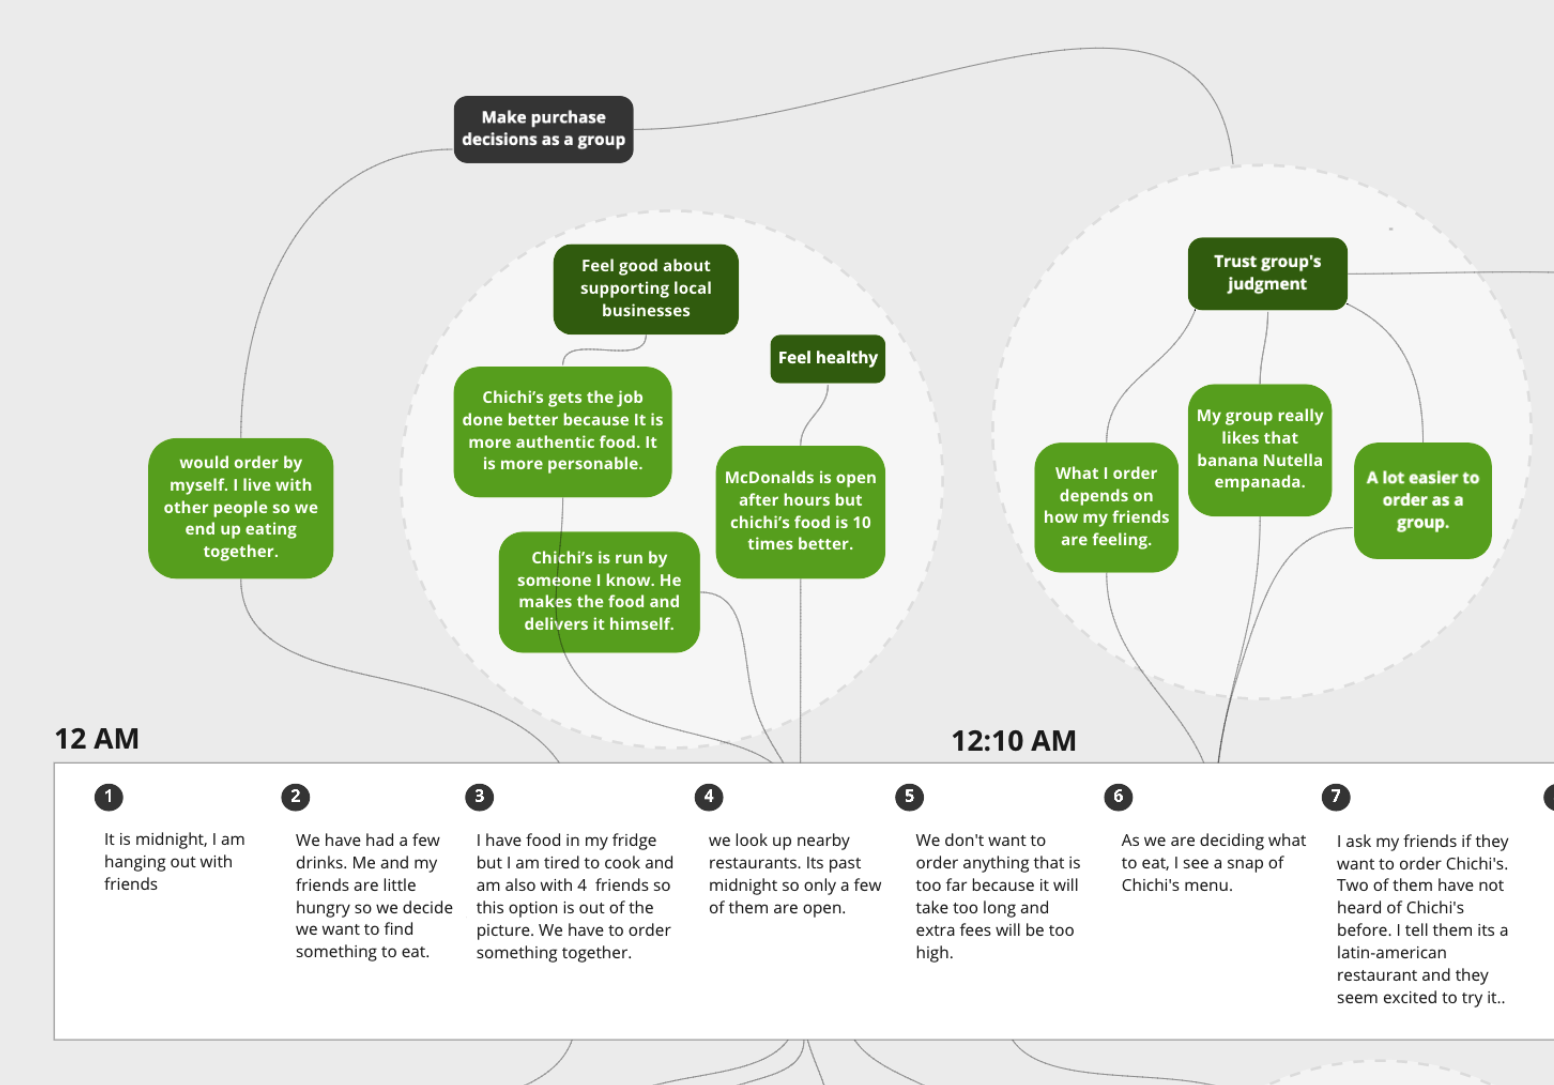 Make purchase
decisions as a group
Feel good about
supporting local
businesses
Feel healthy
Trust group's
judgment
would order by
myself. I live with
other people so we
end up eating
together.
Chichi’s gets the job
done better because It is
more authentic food. It
is more personable.
McDonalds is open
after hours but
chichi’s food is 10
times better.
Chichi’s is run by
someone I know. He
makes the food and
delivers it himself.
What I order
depends on
how my friends
are feeling.
My group really
likes that
banana Nutella
empanada.
A lot easier to
order as a
group.
12 AM
12:10 AM
1
It is midnight, I am
hanging out with
friends
2
We have had a few
drinks. Me and my
friends are little
hungry so we decide
we want to find
something to eat.
3
I have food in my fridge
but I am tired to cook and
am also with 4 friends so
this option is out of the
picture. We have to order
something together.
4
we look up nearby
restaurants. Its past
midnight so only a few
of them are open.
5
We don't want to
order anything that is
too far because it will
take too long and
extra fees will be too
high.
6
As we are deciding what
to eat, I see a snap of
Chichi's menu.
7
I ask my friends if they
want to order Chichi's.
Two of them have not
heard of Chichi's
before. I tell them its a
latin-american
restaurant and they
seem excited to try it..